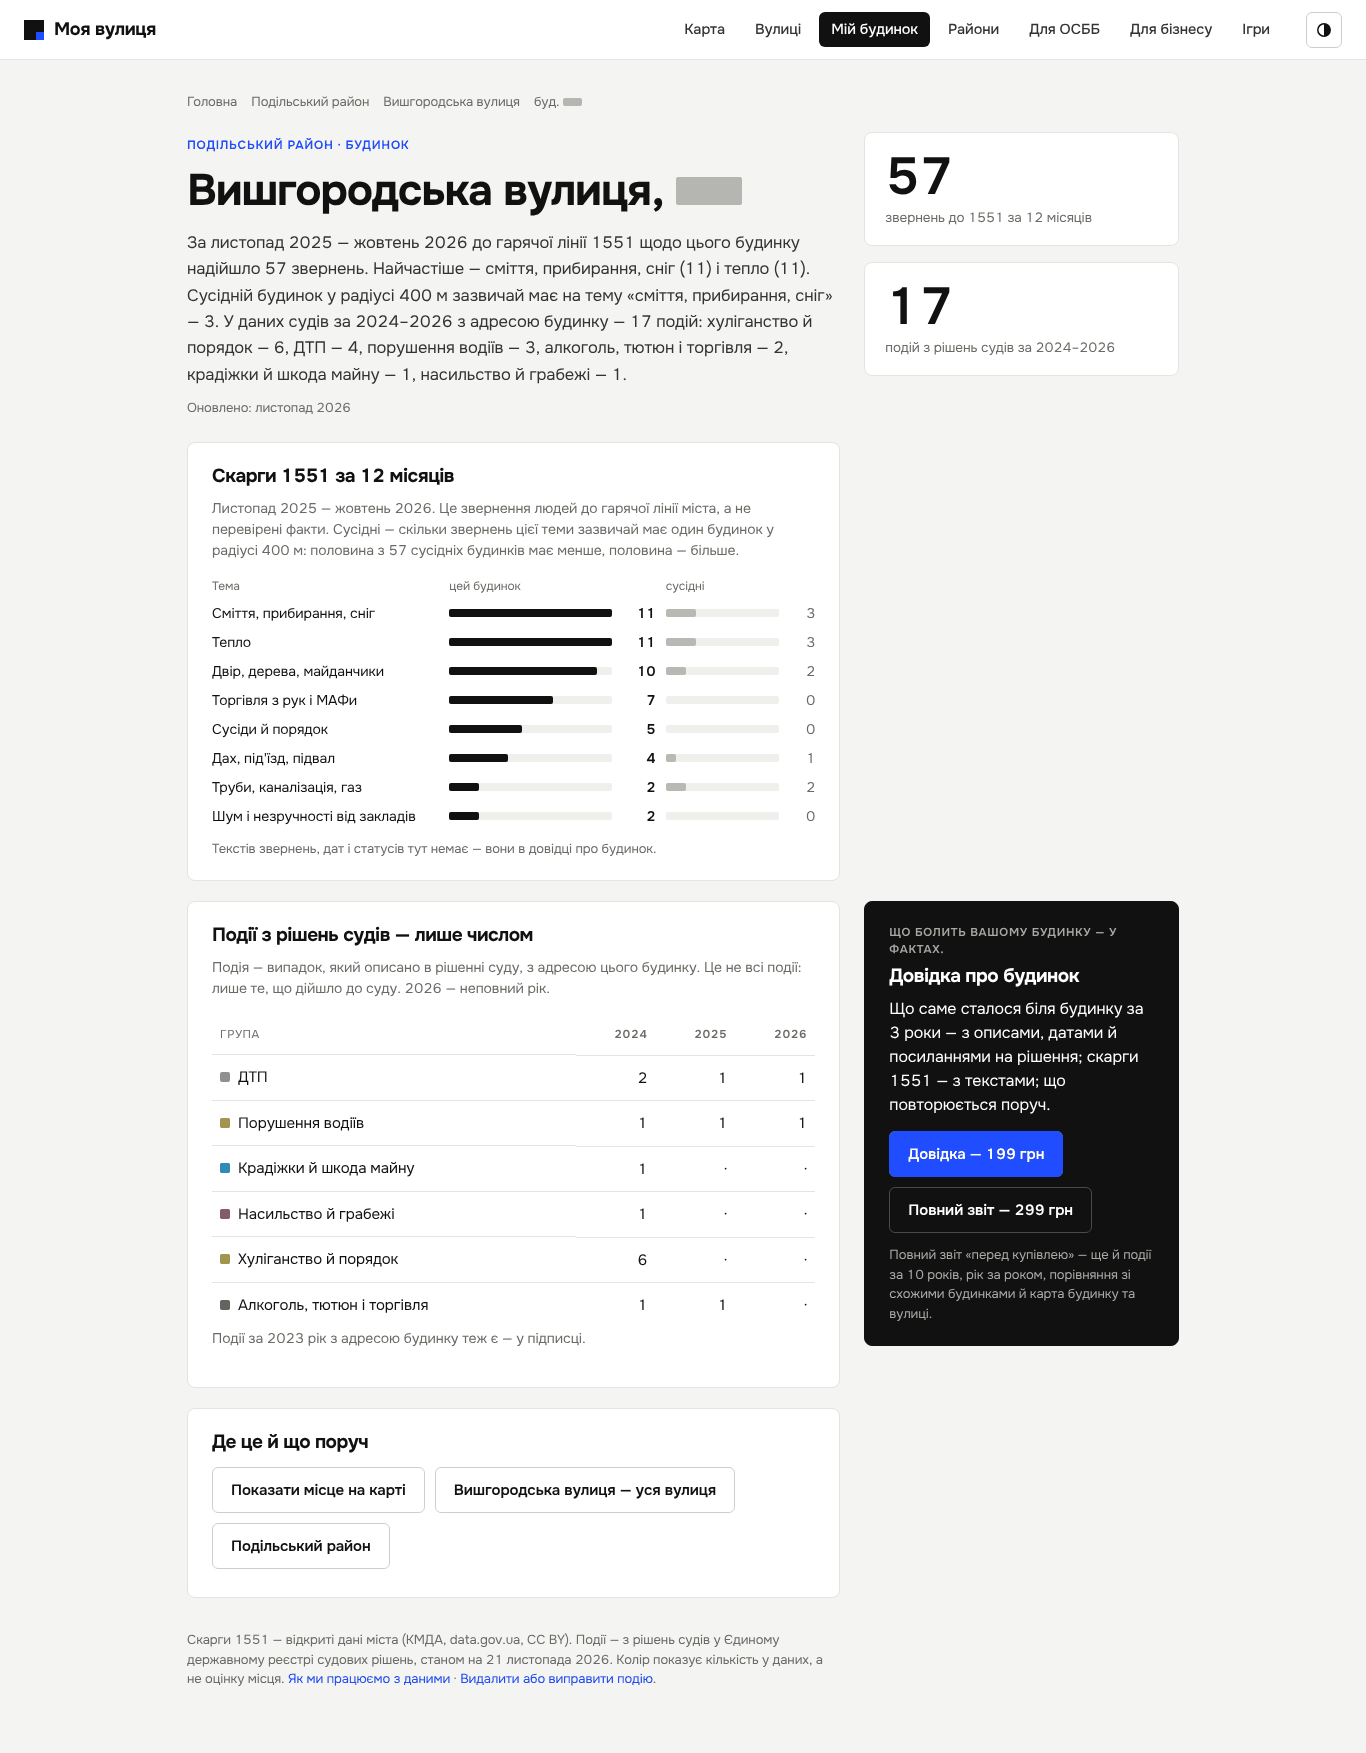 Моя вулиця
Карта Вулиці Мій будинок Райони Для ОСББ Для бізнесу Ігри
Головна Подільський район Вишгородська вулиця буд.
ПОДІЛЬСЬКИЙ РАЙОН · БУДИНОК
Вишгородська вулиця,
За листопад 2025 — жовтень 2026 до гарячої лінії 1551 щодо цього будинку
надійшло 57 звернень. Найчастіше — сміття, прибирання, сніг (11) і тепло (11).
Сусідній будинок у радіусі 400 м зазвичай має на тему «сміття, прибирання, сніг»
— 3. У даних судів за 2024–2026 з адресою будинку — 17 подій: хуліганство й
порядок — 6, ДТП — 4, порушення водіїв — 3, алкоголь, тютюн і торгівля — 2,
крадіжки й шкода майну — 1, насильство й грабежі — 1.
Оновлено: листопад 2026
57
звернень до 1551 за 12 місяців
17
подій з рішень судів за 2024–2026
Скарги 1551 за 12 місяців
Листопад 2025 — жовтень 2026. Це звернення людей до гарячої лінії міста, а не
перевірені факти. Сусідні — скільки звернень цієї теми зазвичай має один будинок у
радіусі 400 м: половина з 57 сусідніх будинків має менше, половина — більше.
Тема цей будинок сусідні
Сміття, прибирання, сніг 11 3
Тепло 11 3
Двір, дерева, майданчики 10 2
Торгівля з рук і МАФи 7 0
Сусіди й порядок 5 0
Дах, під'їзд, підвал 4 1
Труби, каналізація, газ 2 2
Шум і незручності від закладів 2 0
Текстів звернень, дат і статусів тут немає — вони в довідці про будинок.
Події з рішень судів — лише числом
Подія — випадок, який описано в рішенні суду, з адресою цього будинку. Це не всі події:
лише те, що дійшло до суду. 2026 — неповний рік.
ГРУПА 2024 2025 2026
ДТП 2 1 1
Порушення водіїв 1 1 1
Крадіжки й шкода майну 1 · ·
Насильство й грабежі 1 · ·
Хуліганство й порядок 6 · ·
Алкоголь, тютюн і торгівля 1 1 ·
Події за 2023 рік з адресою будинку теж є — у підписці.
ЩО БОЛИТЬ ВАШОМУ БУДИНКУ — У
ФАКТАХ.
Довідка про будинок
Що саме сталося біля будинку за
3 роки — з описами, датами й
посиланнями на рішення; скарги
1551 — з текстами; що
повторюється поруч.
Довідка — 199 грн
Повний звіт — 299 грн
Повний звіт «перед купівлею» — ще й події
за 10 років, рік за роком, порівняння зі
схожими будинками й карта будинку та
вулиці.
Де це й що поруч
Показати місце на карті Вишгородська вулиця — уся вулиця
Подільський район
Скарги 1551 — відкриті дані міста (КМДА, data.gov.ua, CC BY). Події — з рішень судів у Єдиному
державному реєстрі судових рішень, станом на 21 листопада 2026. Колір показує кількість у даних, а
не оцінку місця. Як ми працюємо з даними · Видалити або виправити подію.